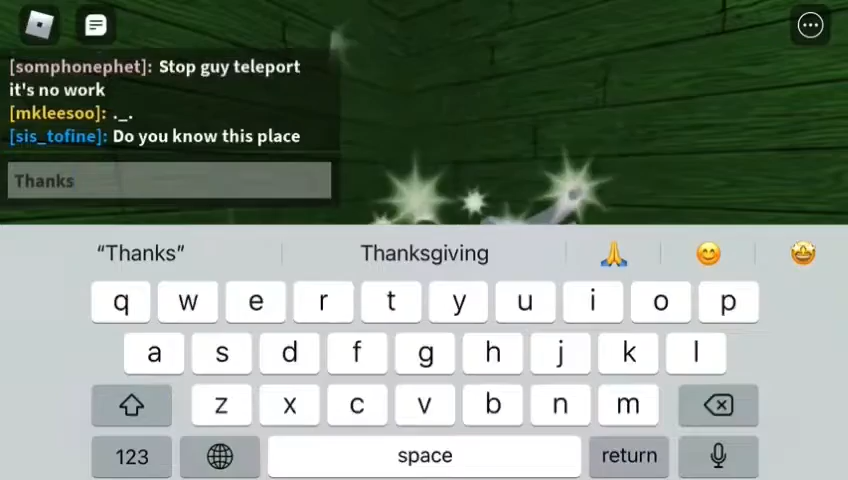 [somphonephet]: Stop guy teleport
it's no work
[mkleesoo]: ._.
[sis_tofine]: Do you know this place
Thanks
“Thanks” Thanksgiving 🙏 😊 🤩
q w e r t y u i o p
a s d f g h j k l
z x c v b n m
123 space return